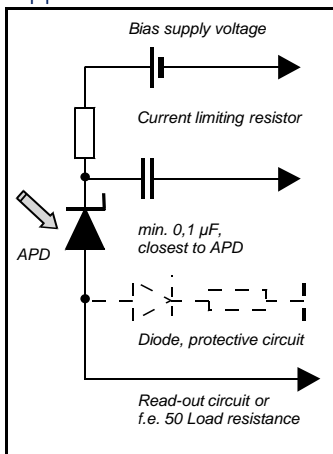 Bias supply voltage
Current limiting resistor
APD
min. 0,1 µF,
closest to APD
Diode, protective circuit
Read-out circuit or
f.e. 50 Load resistance